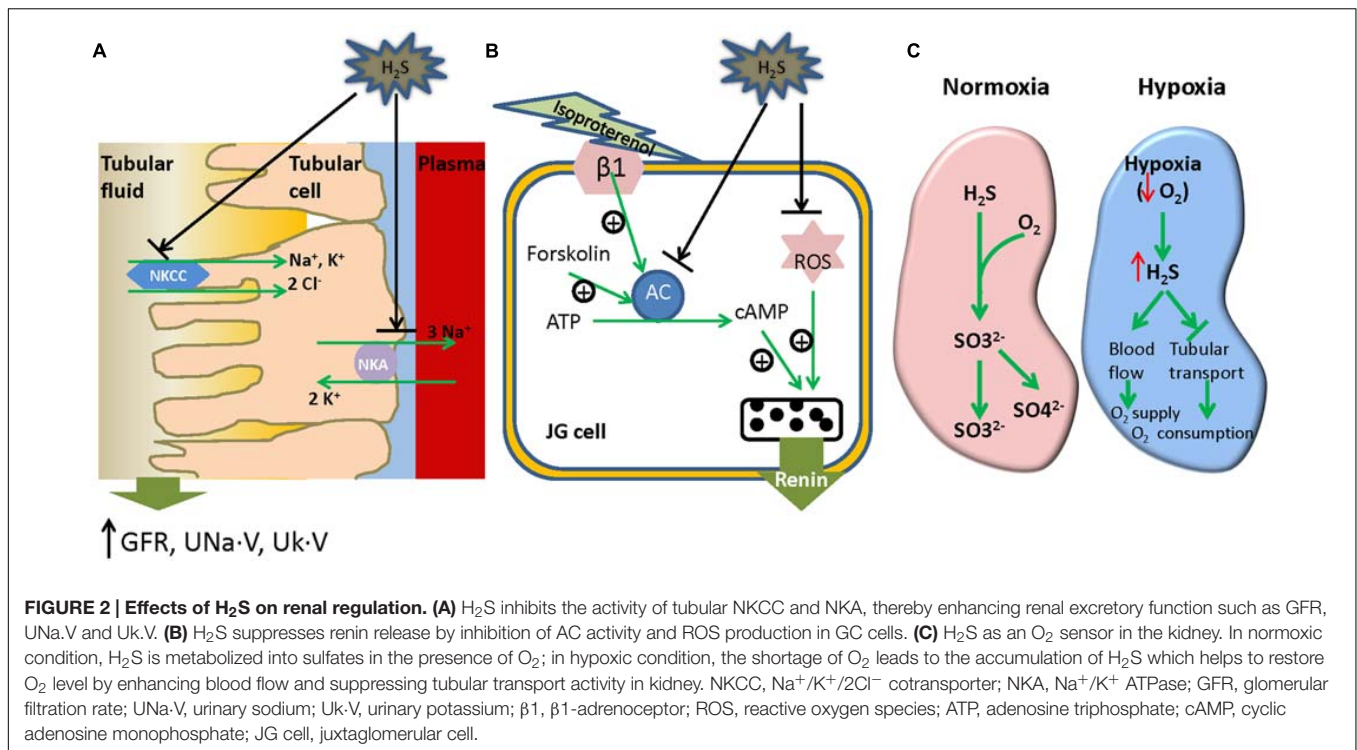 A
H₂S
Tubular fluid
Tubular cell
Plasma
NKCC
Na⁺, K⁺
2 Cl⁻
3 Na⁺
NKA
2 K⁺
↑GFR, UNa·V, Uk·V
B
H₂S
Isoproterenol
β1
Forskolin
ROS
AC
ATP
cAMP
JG cell
Renin
C
Normoxia
H₂S
O₂
SO3²⁻
SO3²⁻
SO4²⁻
Hypoxia
Hypoxia
(↓ O₂)
↑H₂S
Blood flow
Tubular transport
O₂ supply
O₂ consumption
FIGURE 2 | Effects of H₂S on renal regulation. (A) H₂S inhibits the activity of tubular NKCC and NKA, thereby enhancing renal excretory function such as GFR,
UNa.V and Uk.V. (B) H₂S suppresses renin release by inhibition of AC activity and ROS production in GC cells. (C) H₂S as an O₂ sensor in the kidney. In normoxic
condition, H₂S is metabolized into sulfates in the presence of O₂; in hypoxic condition, the shortage of O₂ leads to the accumulation of H₂S which helps to restore
O₂ level by enhancing blood flow and suppressing tubular transport activity in kidney. NKCC, Na⁺/K⁺/2Cl⁻ cotransporter; NKA, Na⁺/K⁺ ATPase; GFR, glomerular
filtration rate; UNa·V, urinary sodium; Uk·V, urinary potassium; β1, β1-adrenoceptor; ROS, reactive oxygen species; ATP, adenosine triphosphate; cAMP, cyclic
adenosine monophosphate; JG cell, juxtaglomerular cell.